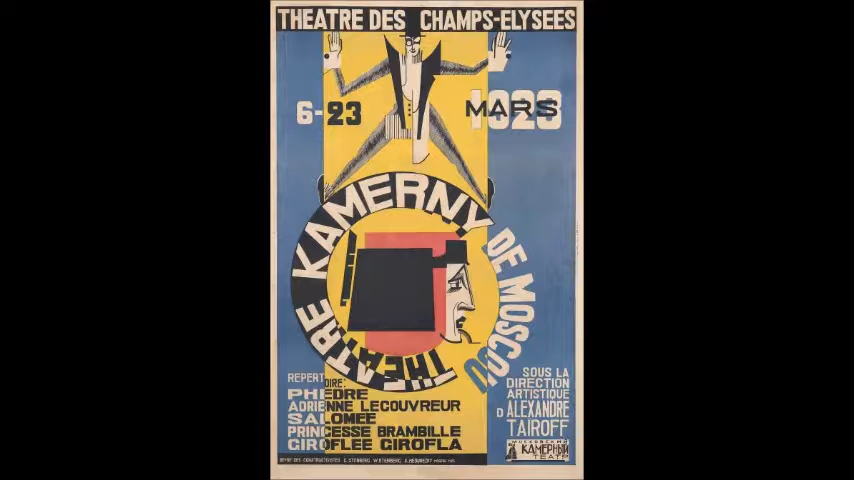 THEATRE DES CHAMPS-ELYSEES
6-23 MARS 1923
THEATRE KAMERNY DE MOSCOU
REPERTOIRE:
PHEDRE
ADRIENNE LECOUVREUR
SALOMEE
PRINCESSE BRAMBILLE
GIROFLEE GIROFLA
SOUS LA
DIRECTION
ARTISTIQUE
D ALEXANDRE
TAIROFF
МОСКОВСКИЙ
КАМЕРНЫЙ
ТЕАТР